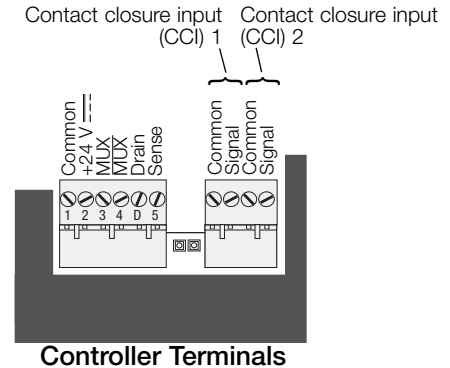 Contact closure input (CCI) 1
Contact closure input (CCI) 2
Common
+24 V
MUX
MUX
Drain
Sense
Common
Signal
Common
Signal
1 2 3 4 D 5
Controller Terminals